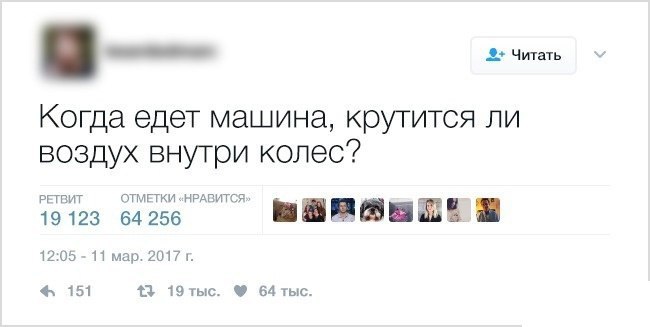 Читать
Когда едет машина, крутится ли
воздух внутри колес?
РЕТВИТ ОТМЕТКИ «НРАВИТСЯ»
19 123 64 256
12:05 - 11 мар. 2017 г.
151 19 тыс. 64 тыс.